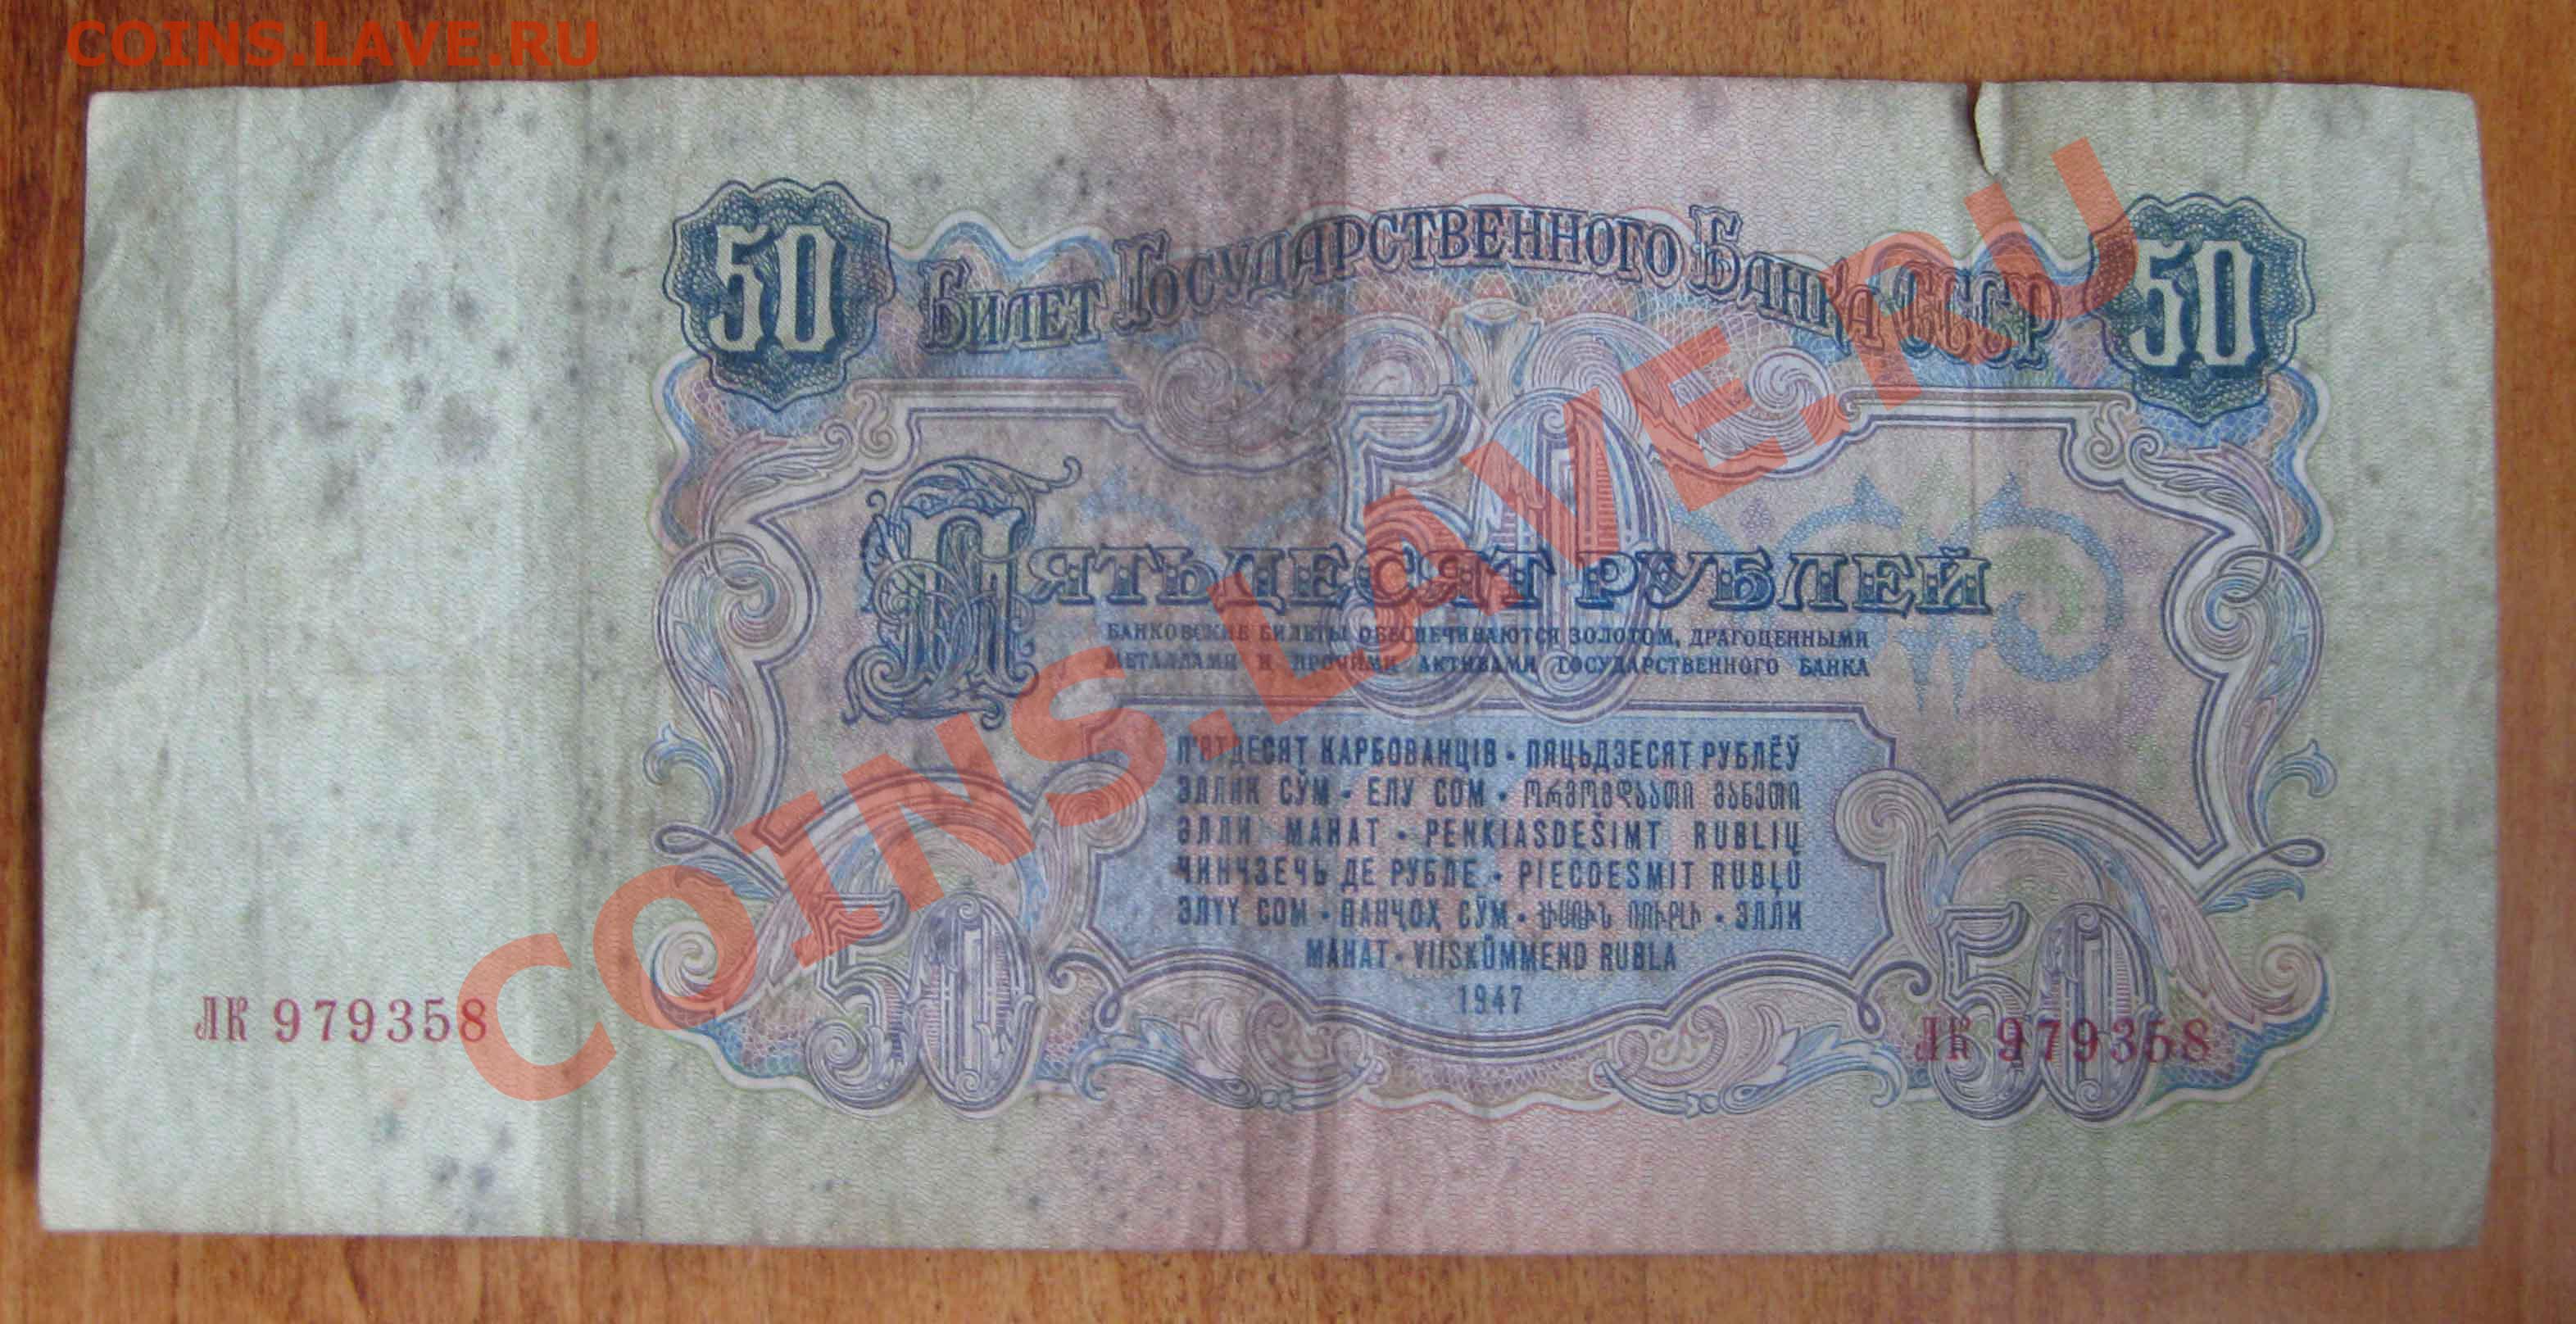 COINS.LAVE.RU
50 Билет Государственного Банка СССР 50
50
Пятьдесят рублей
БАНКОВСКИЕ БИЛЕТЫ ОБЕСПЕЧИВАЮТСЯ ЗОЛОТОМ, ДРАГОЦЕННЫМИ
МЕТАЛЛАМИ И ПРОЧИМИ АКТИВАМИ ГОСУДАРСТВЕННОГО БАНКА
П'ЯТДЕСЯТ КАРБОВАНЦІВ • ПЯЦЬДЗЕСЯТ РУБЛЁЎ
ЭЛЛИК СЎМ • ЕЛУ СОМ • ორმოცდაათი მანეთი
ӘЛЛИ МАНАТ • PENKIASDEŠIMT RUBLIŲ
ЧИНЧЗЕЧЬ ДЕ РУБЛЕ • PIECDESMIT RUBĻU
ЭЛҮҮ СОМ • ПАНҶОҲ СӮМ • ՀԻՍՈՒՆ ՌՈՒԲԼԻ • ЭЛЛИ
МАНАТ • VIISKÜMMEND RUBLA
1947
50 50
ЛК 979358 ЛК 979358
COINS.LAVE.RU